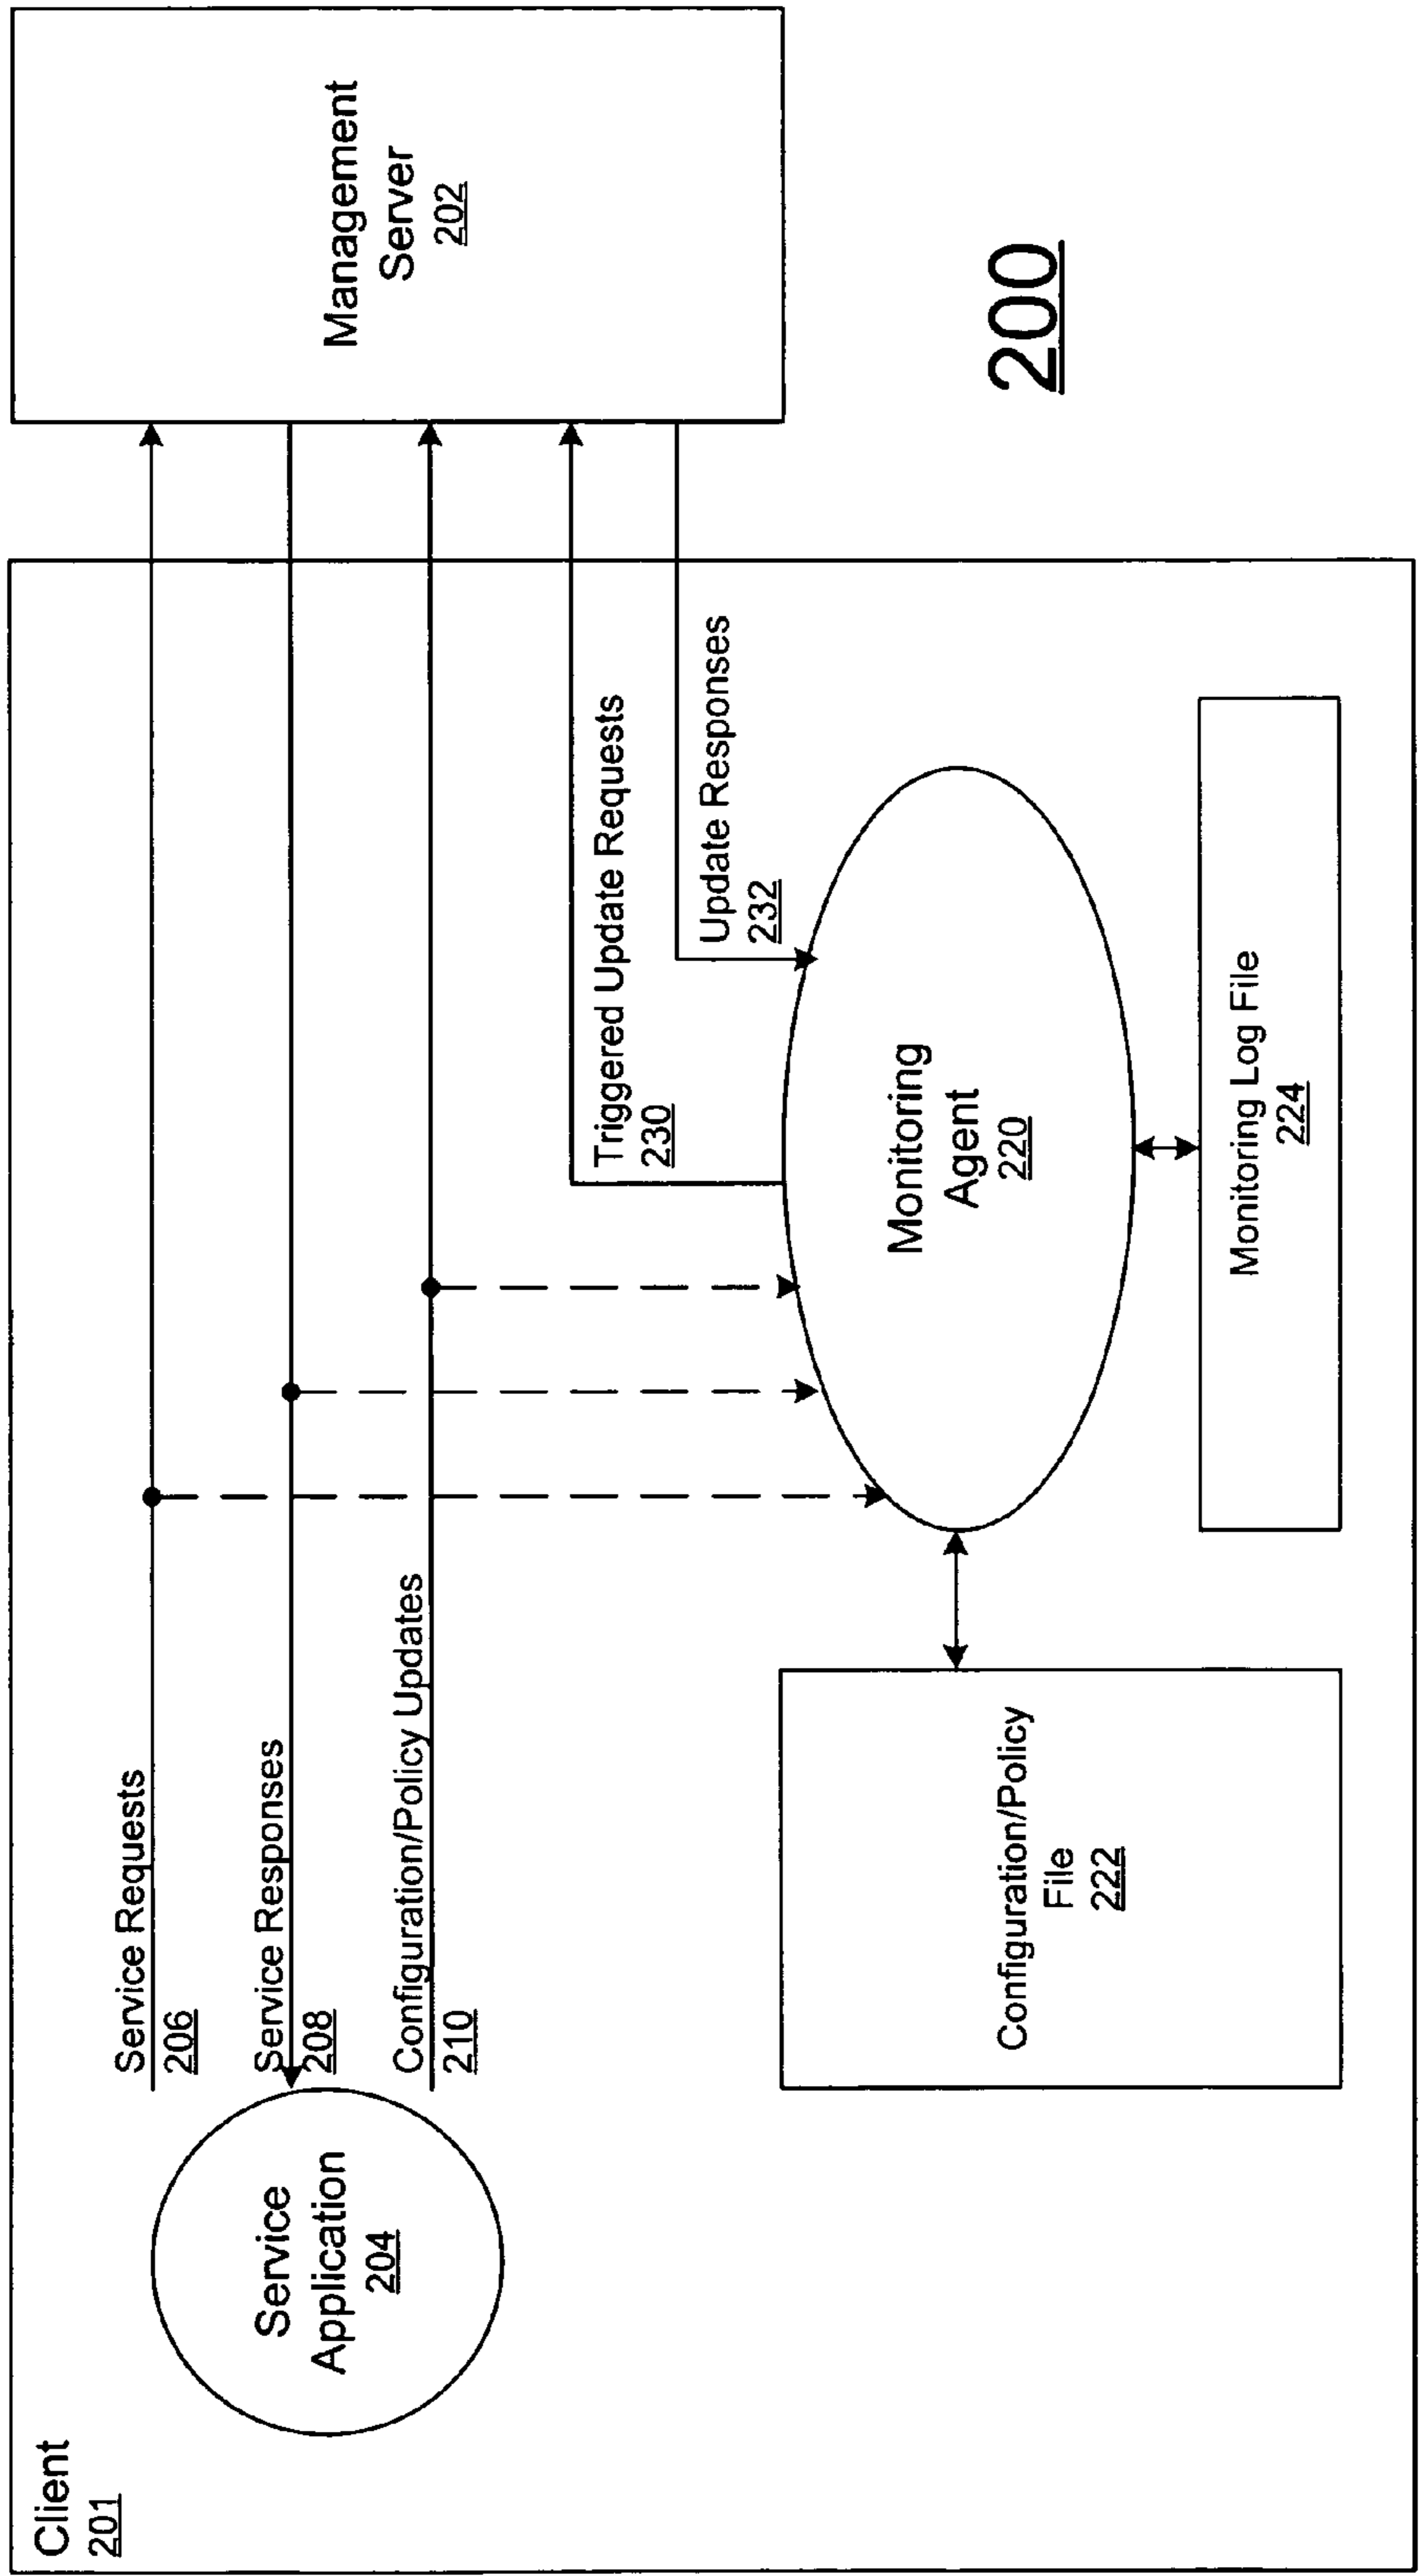 Client
201
Service
Application
204
Service Requests
206
Service Responses
208
Configuration/Policy Updates
210
Triggered Update Requests
230
Update Responses
232
Management
Server
202
Configuration/Policy
File
222
Monitoring
Agent
220
Monitoring Log File
224
200